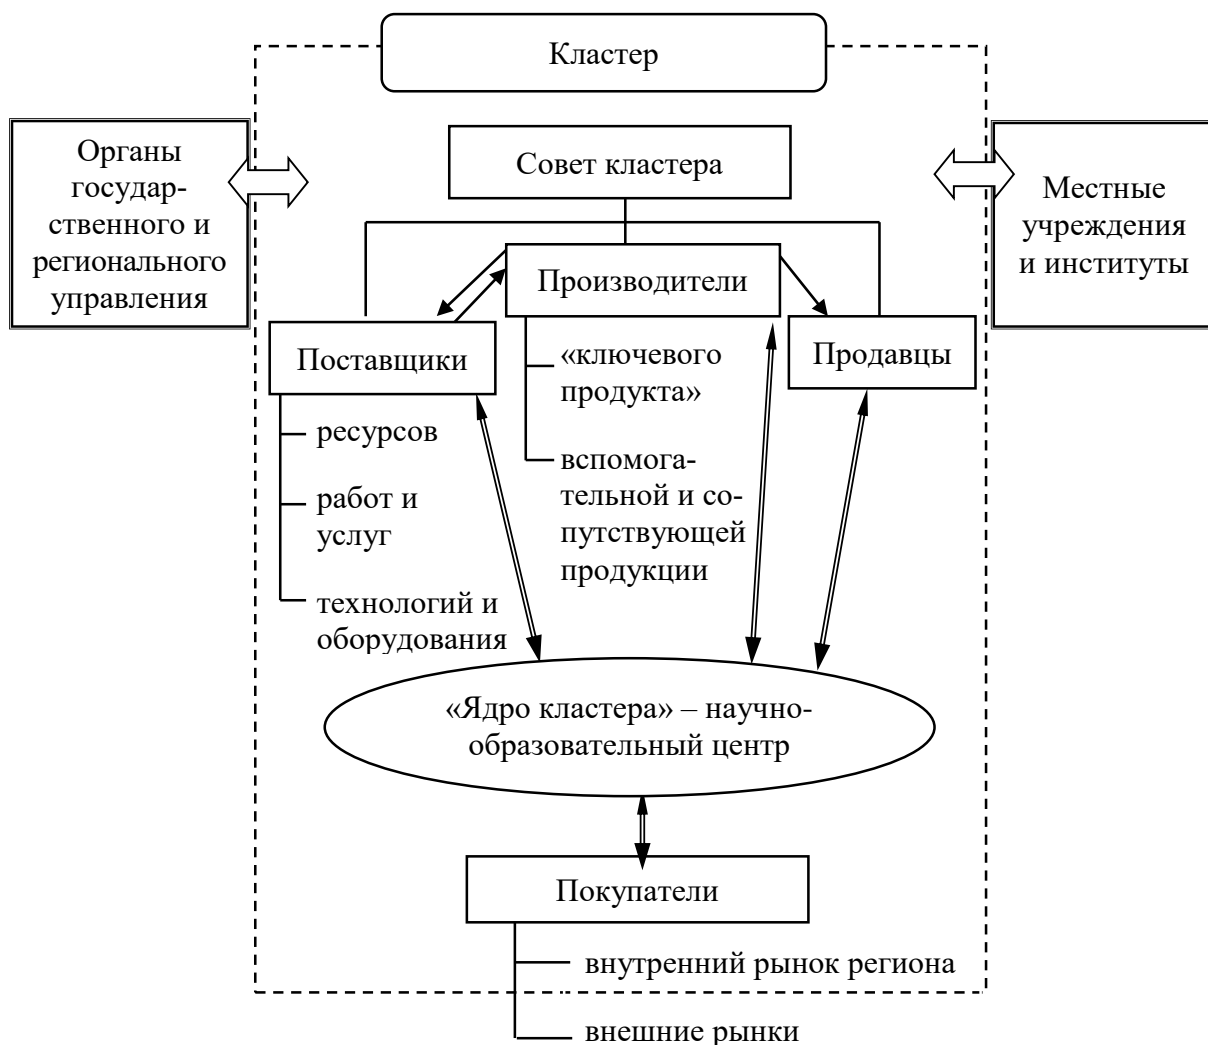 Кластер
Органы
государ-
ственного и
регионального
управления
Совет кластера
Местные
учреждения
и институты
Производители
Поставщики
«ключевого
продукта»
Продавцы
ресурсов
вспомога-
тельной и со-
путствующей
продукции
работ и
услуг
технологий и
оборудования
«Ядро кластера» – научно-
образовательный центр
Покупатели
внутренний рынок региона
внешние рынки